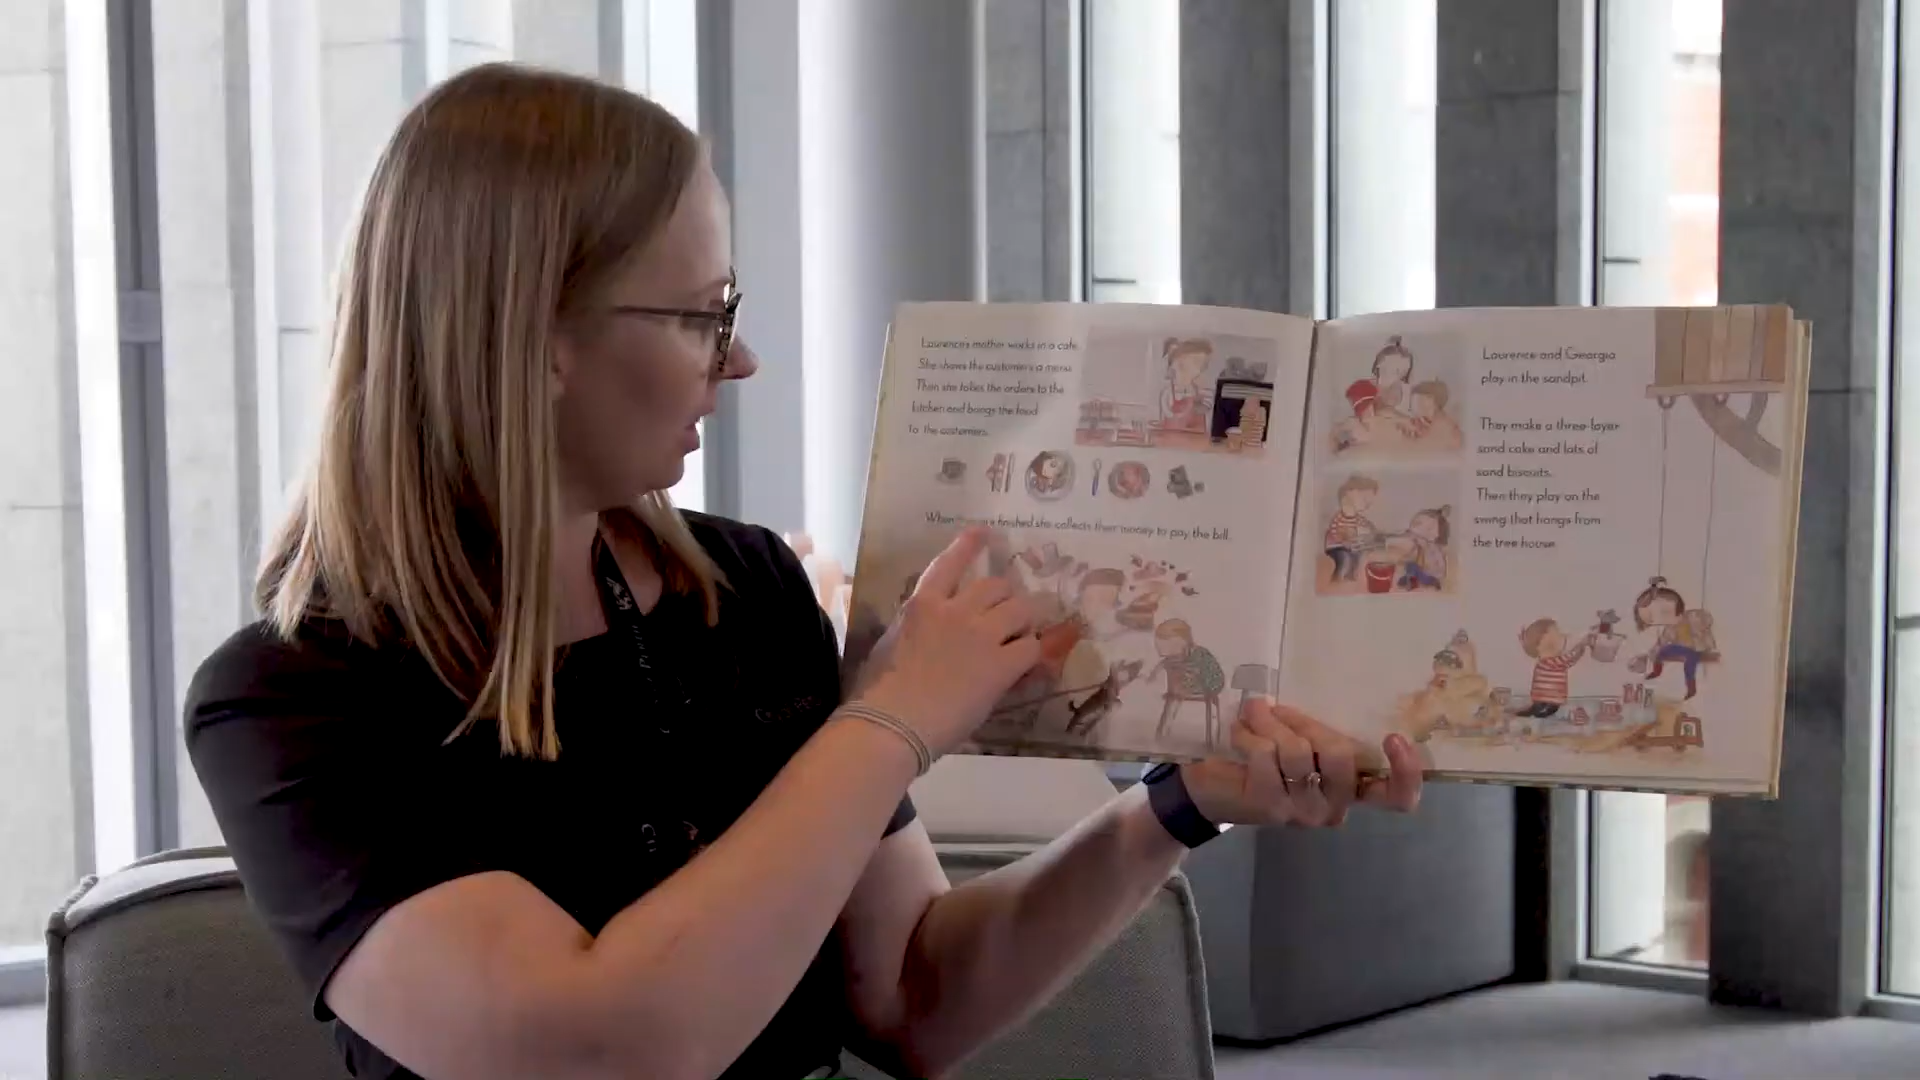 Laurence's mother works in a cafe.
She shows the customers a menu.
Then she takes the orders to the
kitchen and brings the food
to the customers.
When finished she collects their money to pay the bill.
Laurence and Georgia
play in the sandpit.
They make a three-layer
sand cake and lots of
sand biscuits.
Then they play on the
swing that hangs from
the tree house.